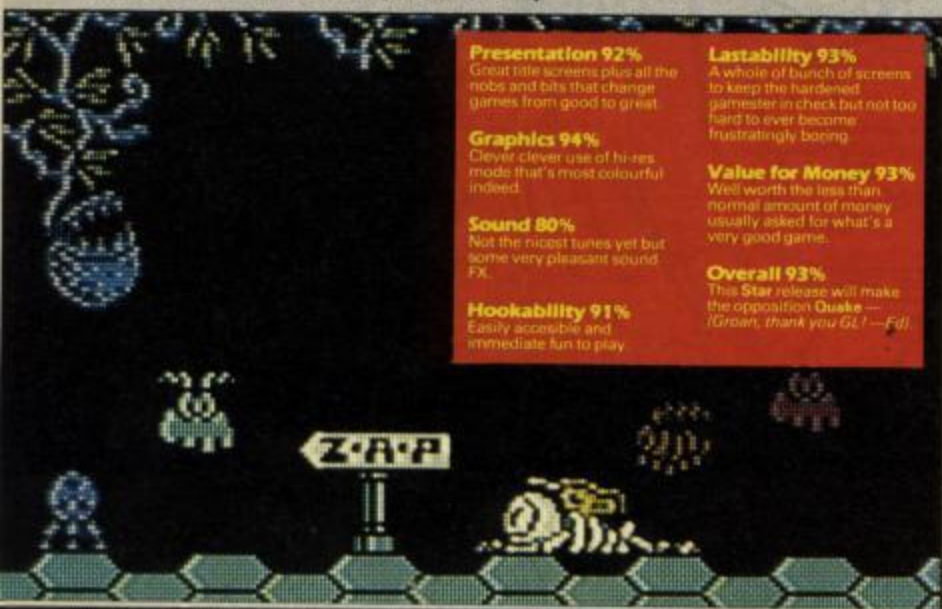 Presentation 92%
Great title screens plus all the
nobs and bits that change
games from good to great.
Graphics 94%
Clever clever use of hi-res
mode that's most colourful
indeed.
Sound 80%
Not the nicest tunes yet but
some very pleasant sound
FX.
Hookability 91%
Easily accesible and
immediate fun to play.
Lastability 93%
A whole of bunch of screens
to keep the hardened
gamester in check but not too
hard to ever become
frustratingly boring.
Value for Money 93%
Well worth the less than
normal amount of money
usually asked for what's a
very good game.
Overall 93%
This Star release will make
the opposition Quake —
(Groan, thank you GL! —Ed)
Z·A·P